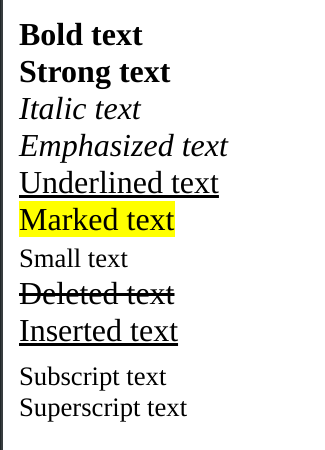 Bold text
Strong text
Italic text
Emphasized text
Underlined text
Marked text
Small text
Deleted text
Inserted text
Subscript text
Superscript text